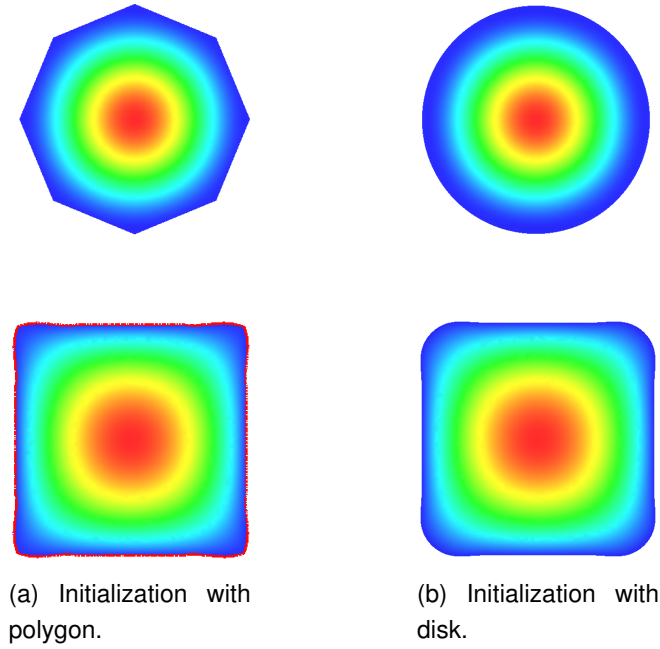 (a) Initialization with
polygon.
(b) Initialization with
disk.